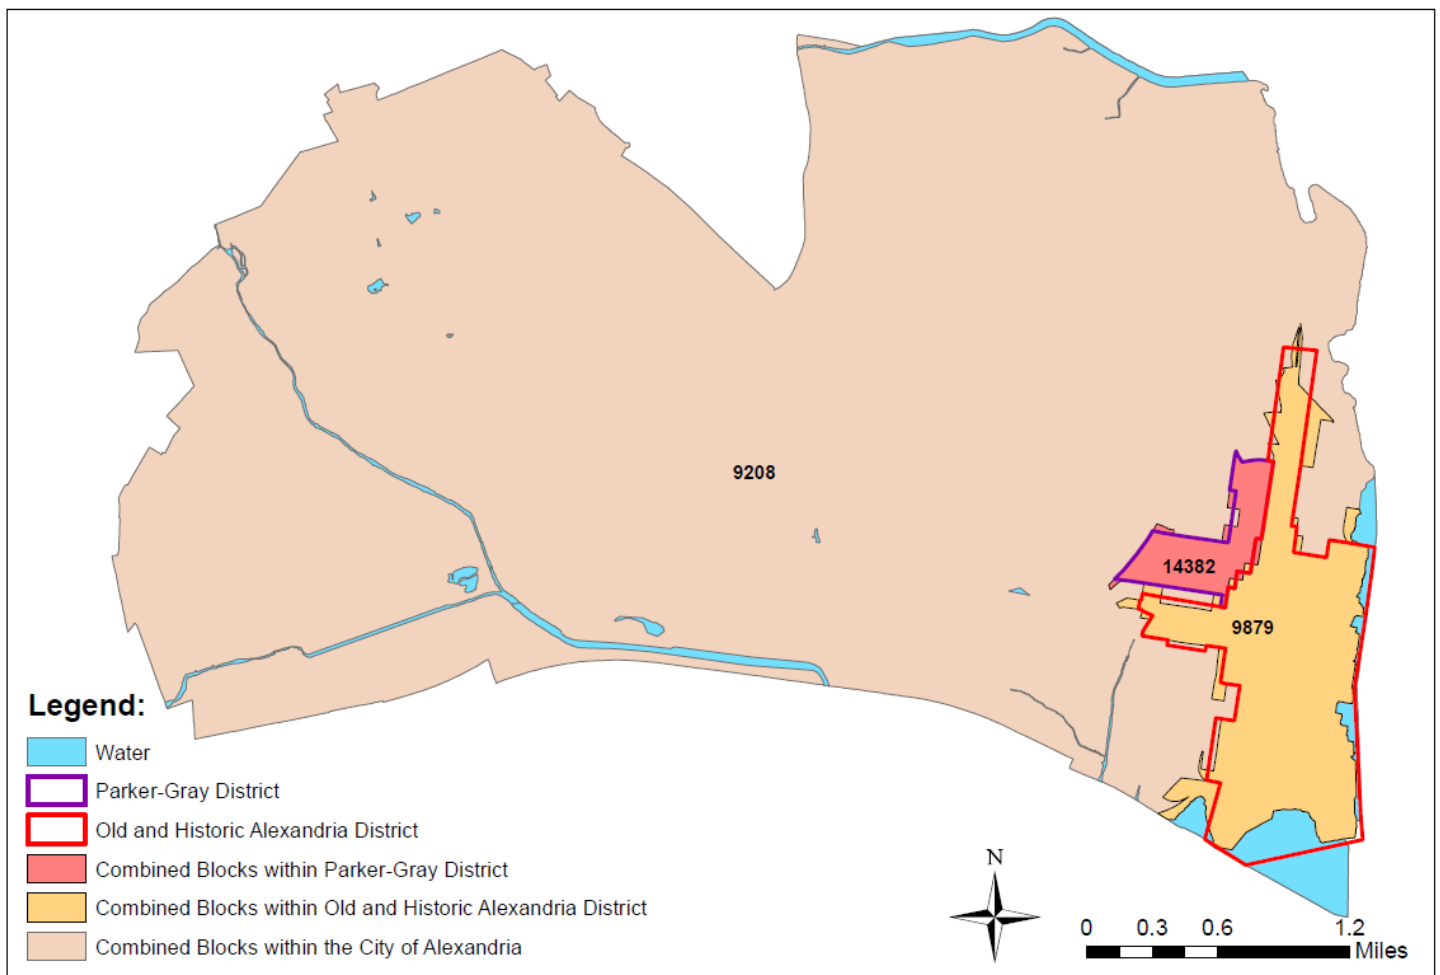 9208
14382
9879
Legend:
Water
Parker-Gray District
Old and Historic Alexandria District
Combined Blocks within Parker-Gray District
Combined Blocks within Old and Historic Alexandria District
Combined Blocks within the City of Alexandria
N
0 0.3 0.6 1.2
Miles